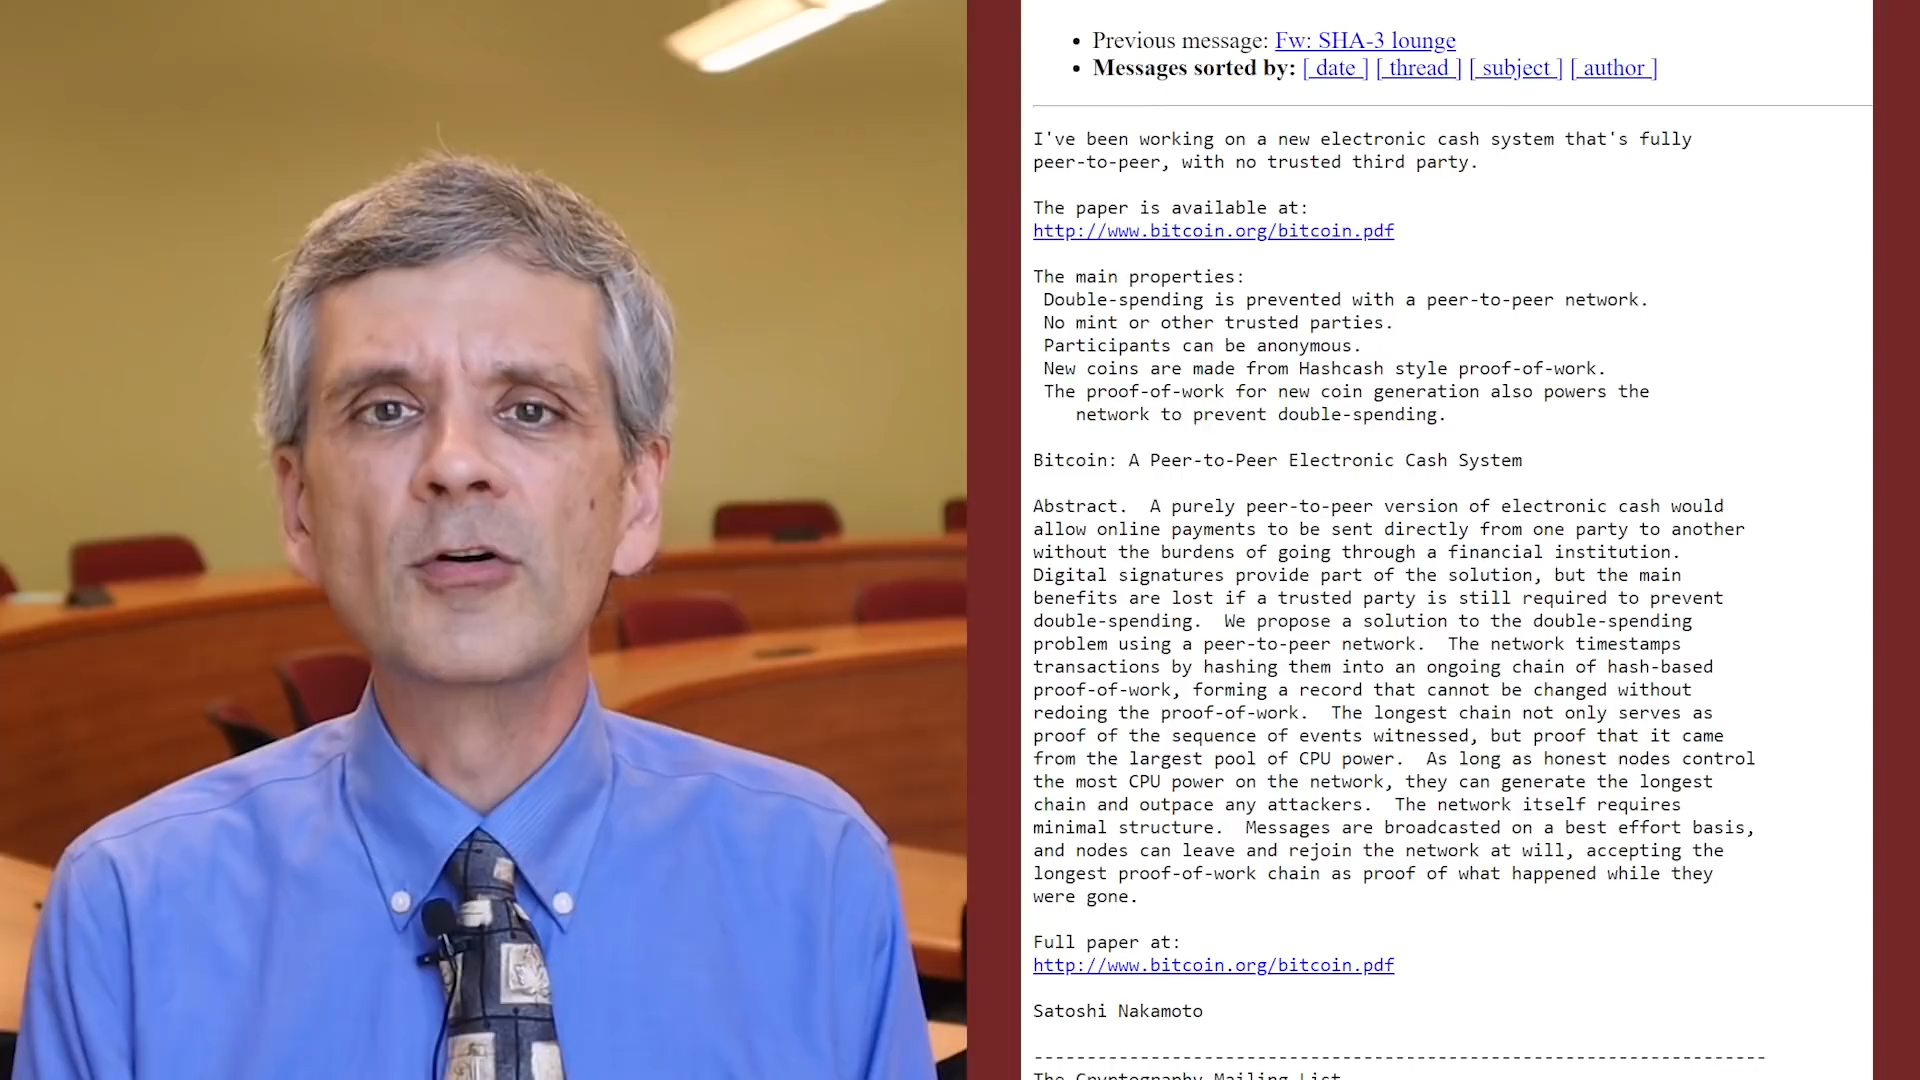 Previous message: Fw: SHA-3 lounge
Messages sorted by: [ date ] [ thread ] [ subject ] [ author ]
I've been working on a new electronic cash system that's fully
peer-to-peer, with no trusted third party.
The paper is available at:
http://www.bitcoin.org/bitcoin.pdf
The main properties:
Double-spending is prevented with a peer-to-peer network.
No mint or other trusted parties.
Participants can be anonymous.
New coins are made from Hashcash style proof-of-work.
The proof-of-work for new coin generation also powers the
network to prevent double-spending.
Bitcoin: A Peer-to-Peer Electronic Cash System
Abstract.  A purely peer-to-peer version of electronic cash would
allow online payments to be sent directly from one party to another
without the burdens of going through a financial institution.
Digital signatures provide part of the solution, but the main
benefits are lost if a trusted party is still required to prevent
double-spending.  We propose a solution to the double-spending
problem using a peer-to-peer network.  The network timestamps
transactions by hashing them into an ongoing chain of hash-based
proof-of-work, forming a record that cannot be changed without
redoing the proof-of-work.  The longest chain not only serves as
proof of the sequence of events witnessed, but proof that it came
from the largest pool of CPU power.  As long as honest nodes control
the most CPU power on the network, they can generate the longest
chain and outpace any attackers.  The network itself requires
minimal structure.  Messages are broadcasted on a best effort basis,
and nodes can leave and rejoin the network at will, accepting the
longest proof-of-work chain as proof of what happened while they
were gone.
Full paper at:
http://www.bitcoin.org/bitcoin.pdf
Satoshi Nakamoto
---------------------------------------------------------------------
The Cryptography Mailing List